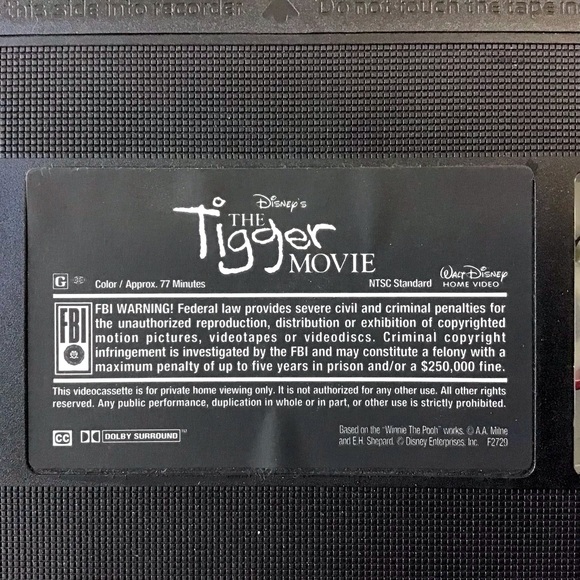 this side into recorder Do not touch the tape in
Disney's
THE
Tigger
MOVIE
G Color / Approx. 77 Minutes NTSC Standard Walt Disney
HOME VIDEO
FBI
FBI WARNING! Federal law provides severe civil and criminal penalties for
the unauthorized reproduction, distribution or exhibition of copyrighted
motion pictures, videotapes or videodiscs. Criminal copyright
infringement is investigated by the FBI and may constitute a felony with a
maximum penalty of up to five years in prison and/or a $250,000 fine.
This videocassette is for private home viewing only. It is not authorized for any other use. All other rights
reserved. Any public performance, duplication in whole or in part, or other use is strictly prohibited.
CC DOLBY SURROUND™
Based on the "Winnie The Pooh" works. © A.A. Milne
and E.H. Shepard. © Disney Enterprises, Inc. F2729